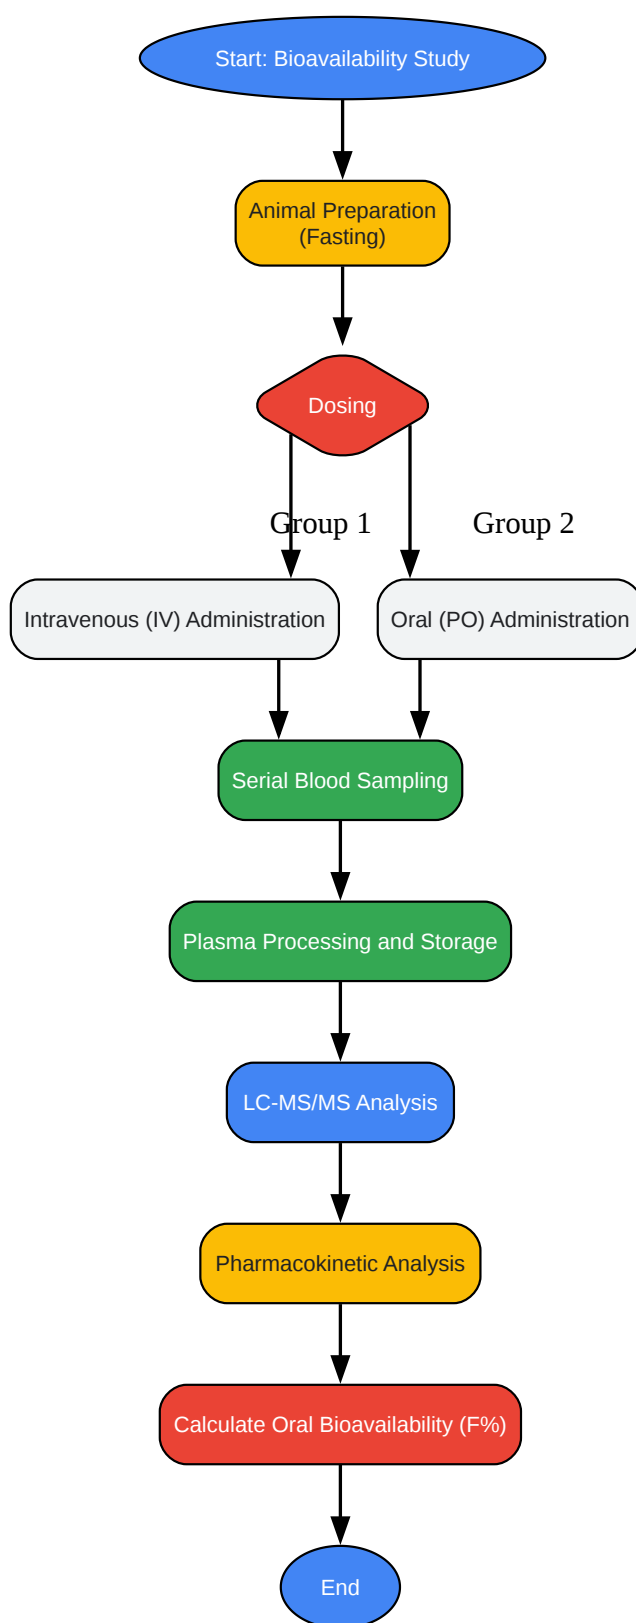 Start: Bioavailability Study
Animal Preparation
(Fasting)
Dosing
Group 1
Group 2
Intravenous (IV) Administration
Oral (PO) Administration
Serial Blood Sampling
Plasma Processing and Storage
LC-MS/MS Analysis
Pharmacokinetic Analysis
Calculate Oral Bioavailability (F%)
End